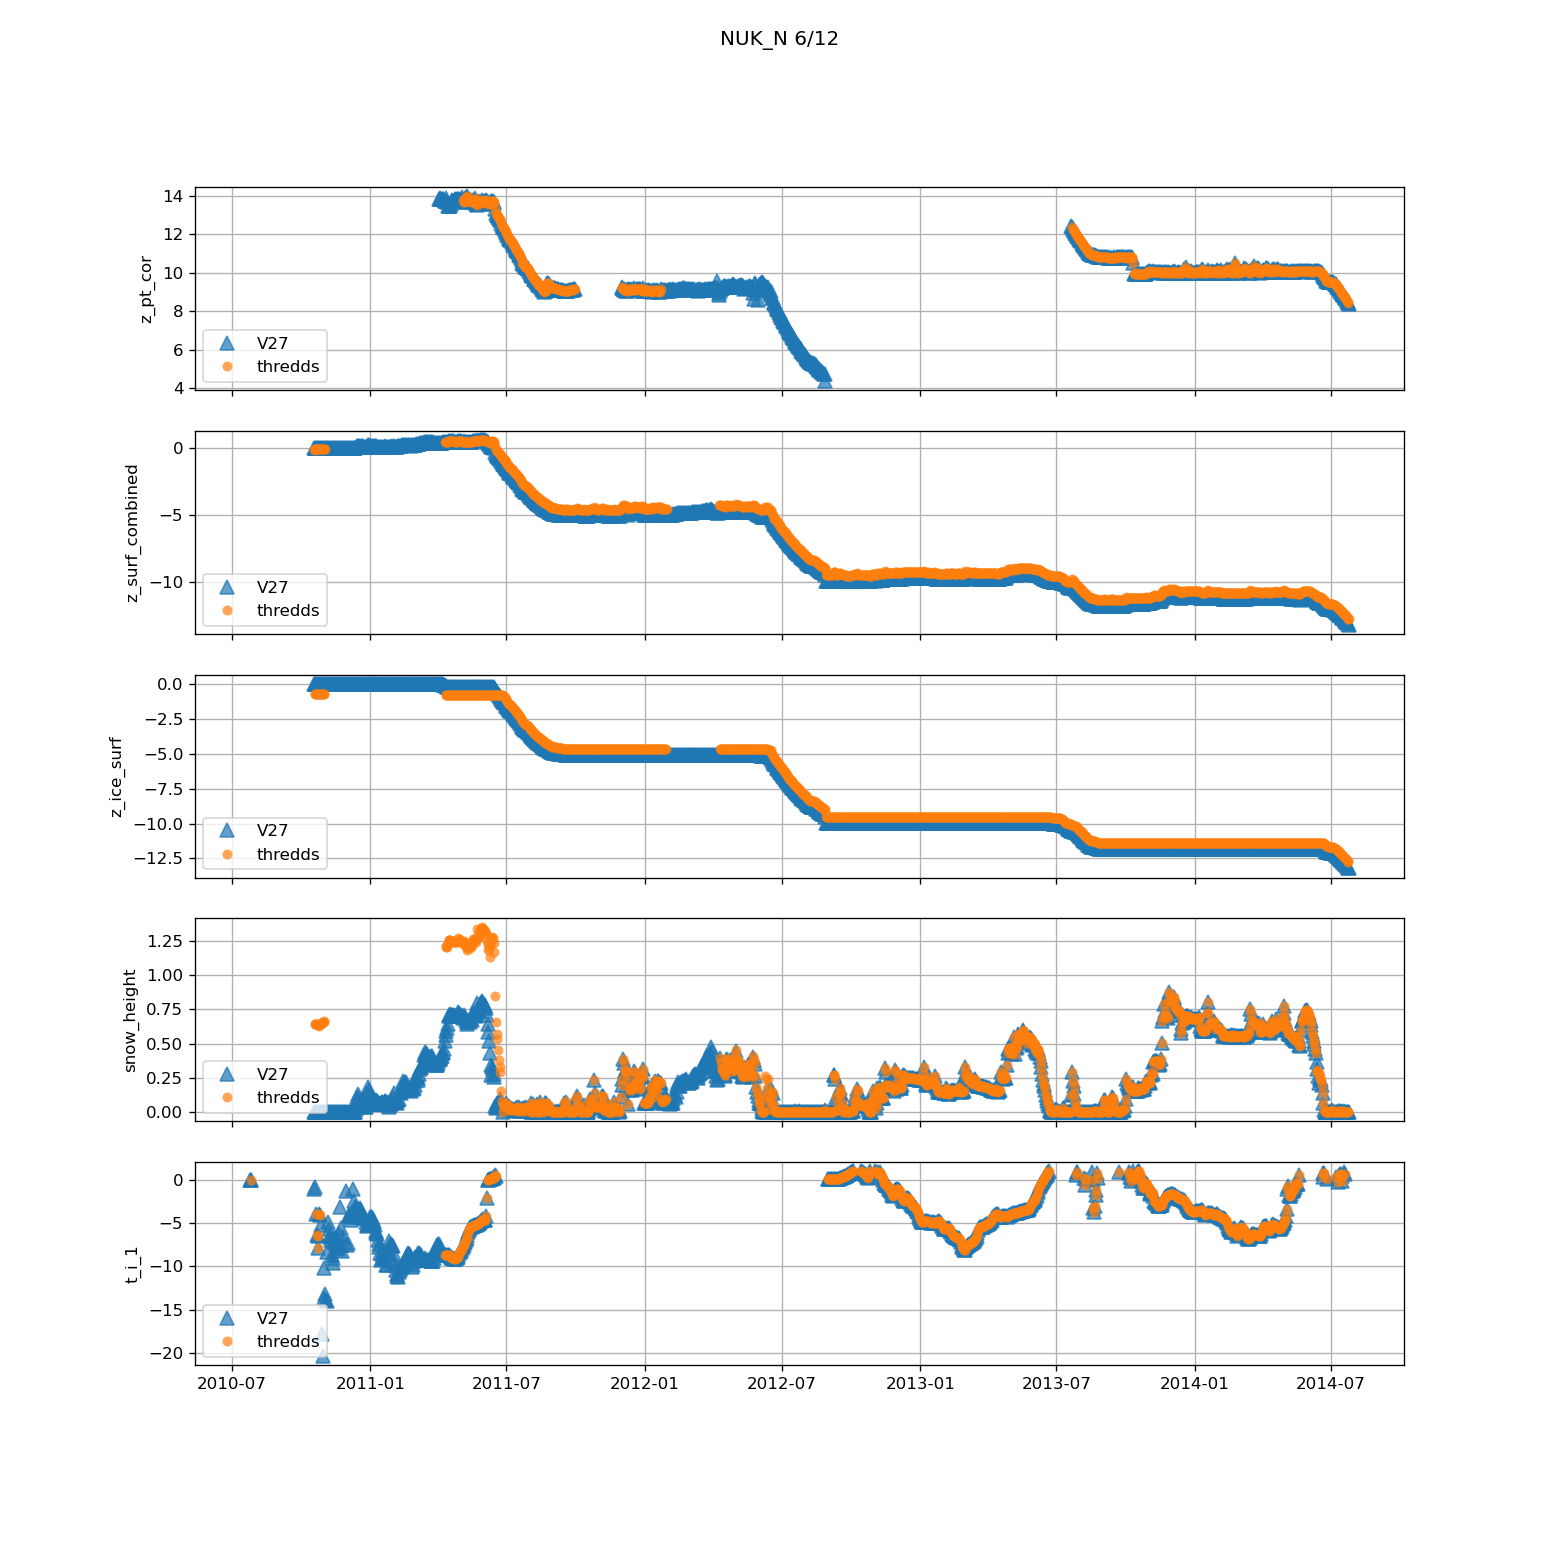 NUK_N 6/12
14
12
10
8
6
4
z_pt_cor
V27
thredds
0
−5
−10
z_surf_combined
V27
thredds
0.0
−2.5
−5.0
−7.5
−10.0
−12.5
z_ice_surf
V27
thredds
1.25
1.00
0.75
0.50
0.25
0.00
snow_height
V27
thredds
0
−5
−10
−15
−20
t_i_1
V27
thredds
2010-07 2011-01 2011-07 2012-01 2012-07 2013-01 2013-07 2014-01 2014-07